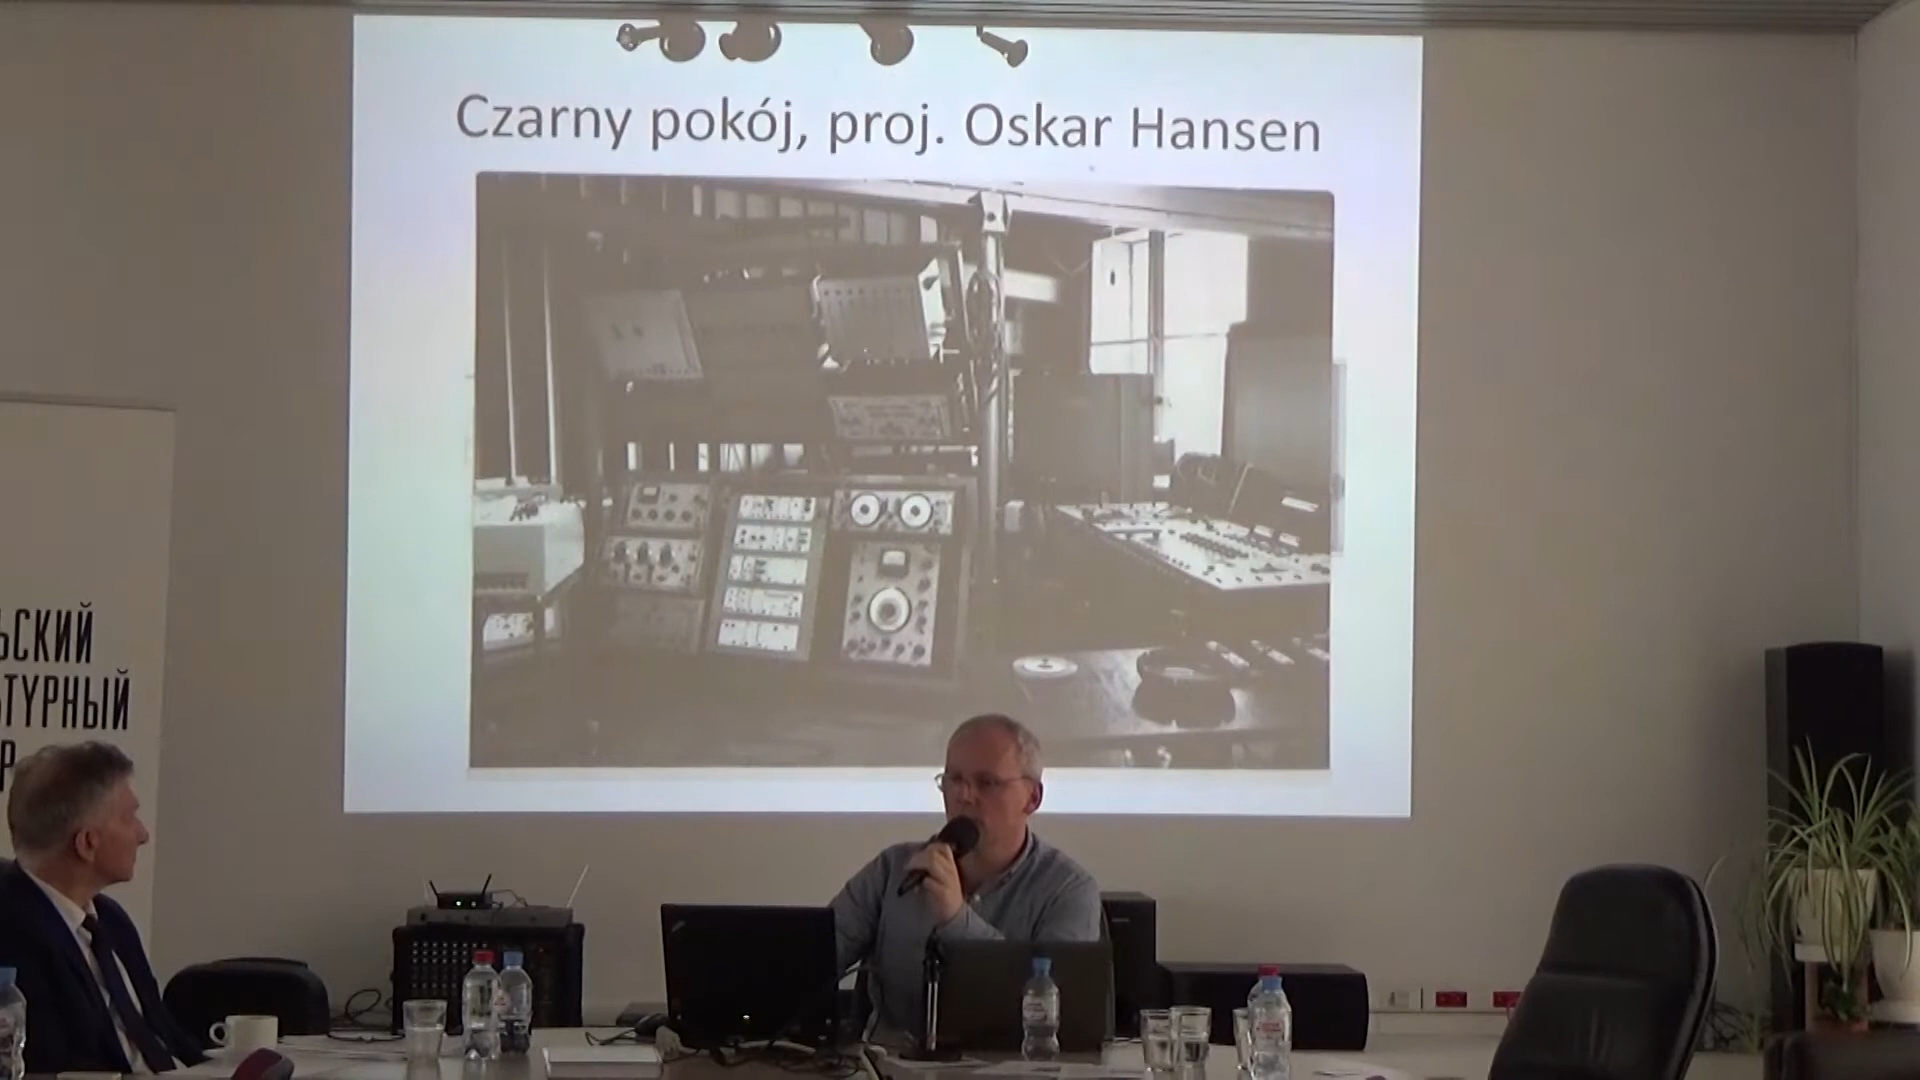 Czarny pokój, proj. Oskar Hansen
ЬСКИЙ
ТУРНЫЙ
Р